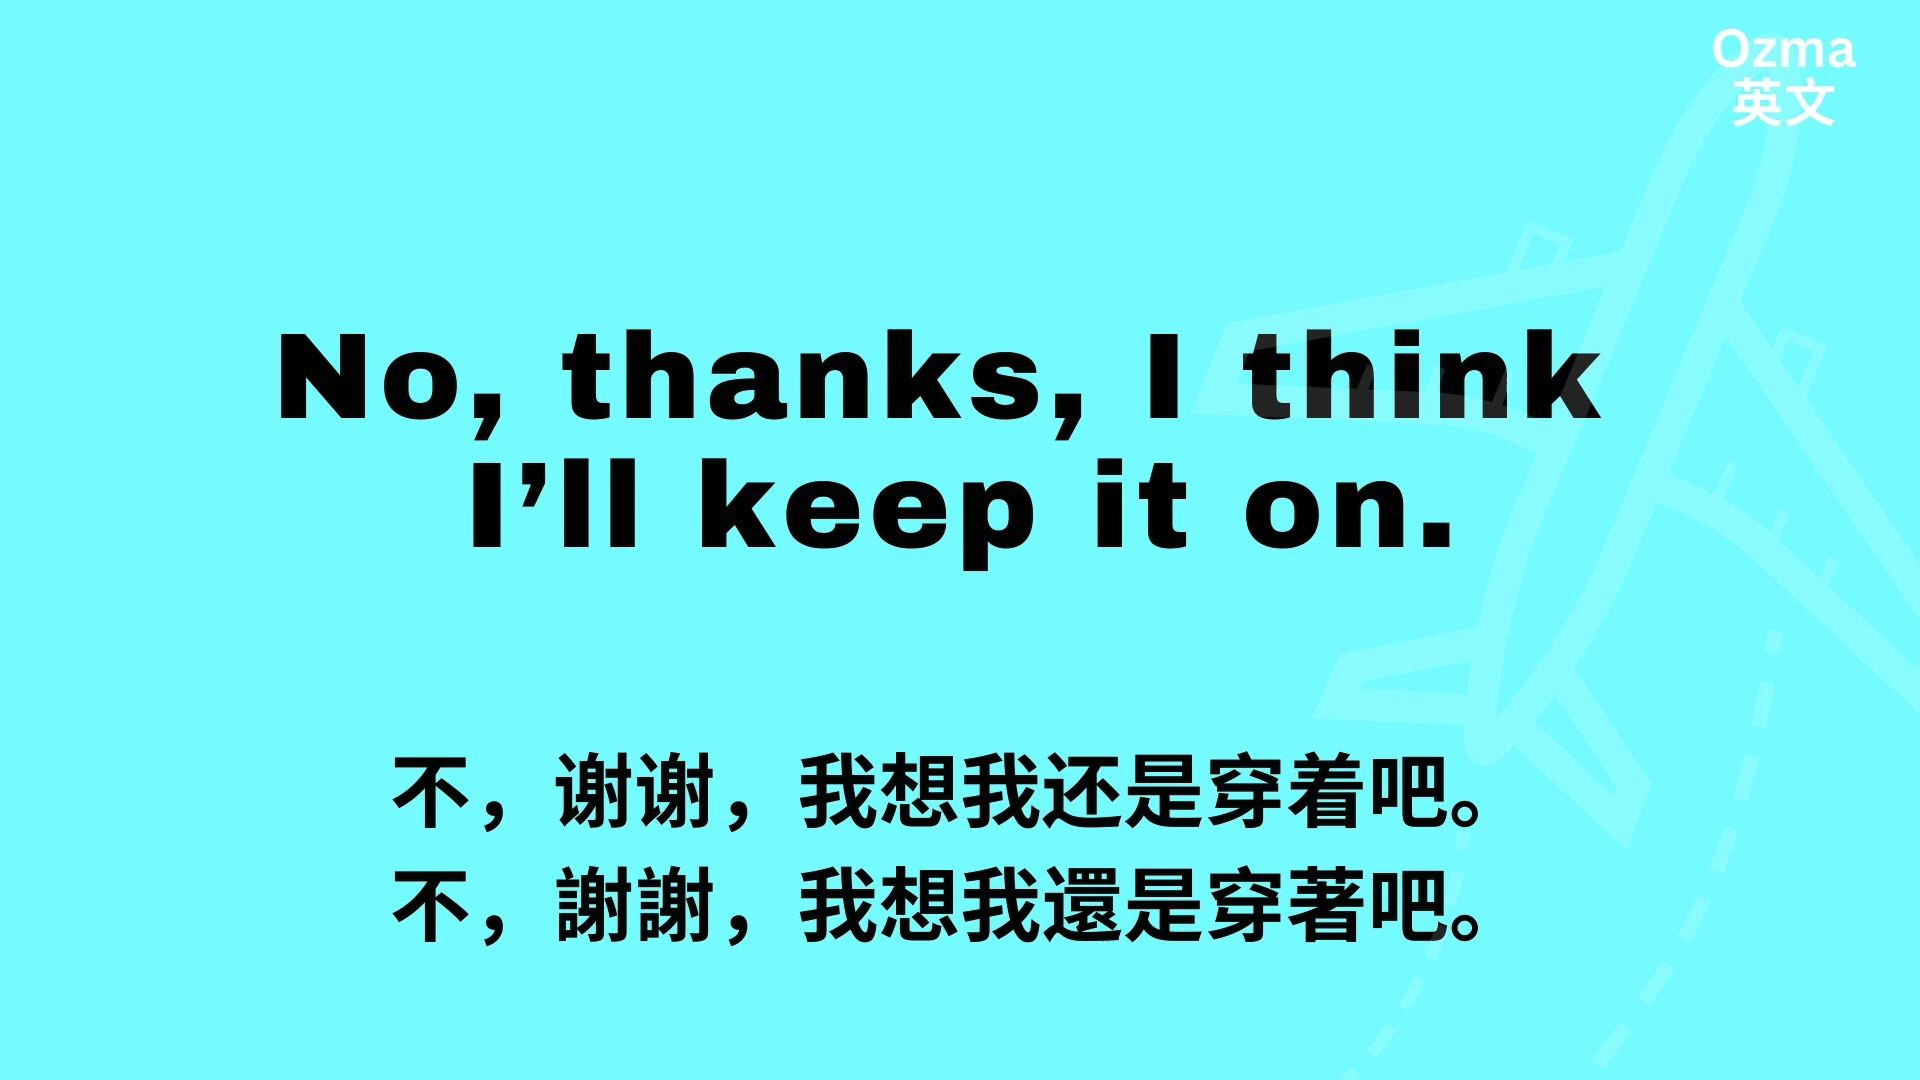 Ozma
英文
No, thanks, I think
I’ll keep it on.
不，谢谢，我想我还是穿着吧。
不，謝謝，我想我還是穿著吧。